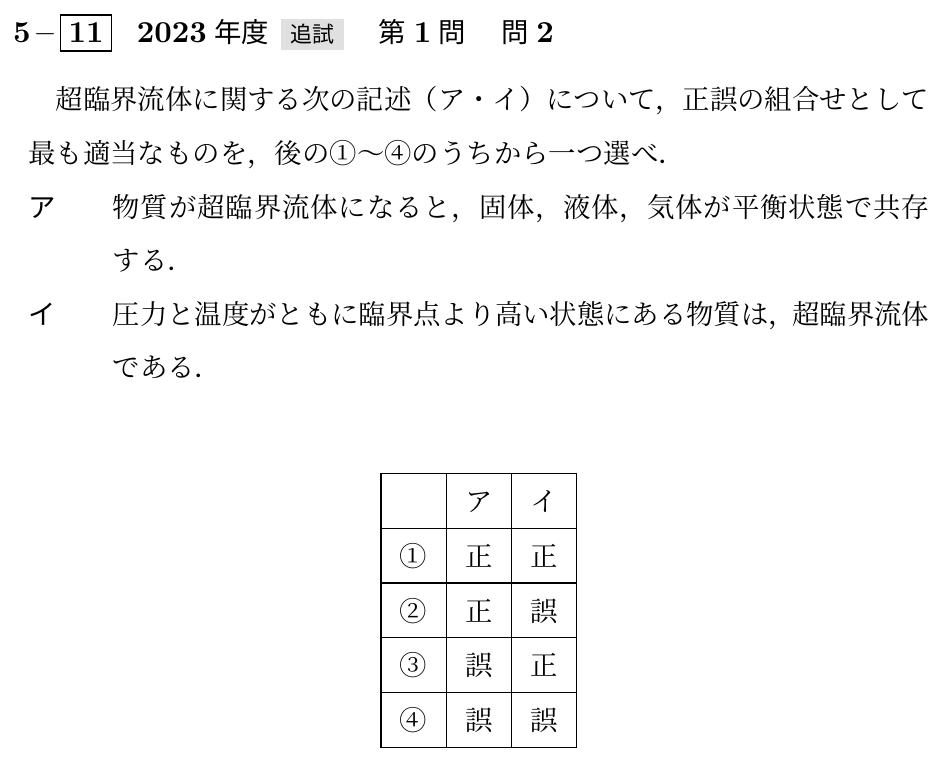 5–11 2023 年度 追試 第 1 問 問 2
超臨界流体に関する次の記述（ア・イ）について，正誤の組合せとして
最も適当なものを，後の①～④のうちから一つ選べ．
ア 物質が超臨界流体になると，固体，液体，気体が平衡状態で共存
する．
イ 圧力と温度がともに臨界点より高い状態にある物質は，超臨界流体
である．
ア イ
① 正 正
② 正 誤
③ 誤 正
④ 誤 誤